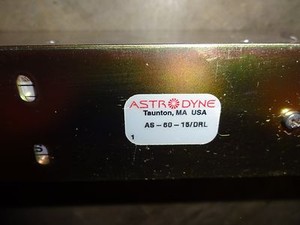 ASTRODYNE
Taunton, MA USA
AS-60-15/DRL
1